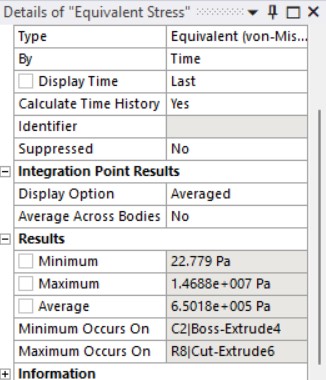 Details of "Equivalent Stress"
Type Equivalent (von-Mis...
By Time
Display Time Last
Calculate Time History Yes
Identifier
Suppressed No
Integration Point Results
Display Option Averaged
Average Across Bodies No
Results
Minimum 22.779 Pa
Maximum 1.4688e+007 Pa
Average 6.5018e+005 Pa
Minimum Occurs On C2|Boss-Extrude4
Maximum Occurs On R8|Cut-Extrude6
Information